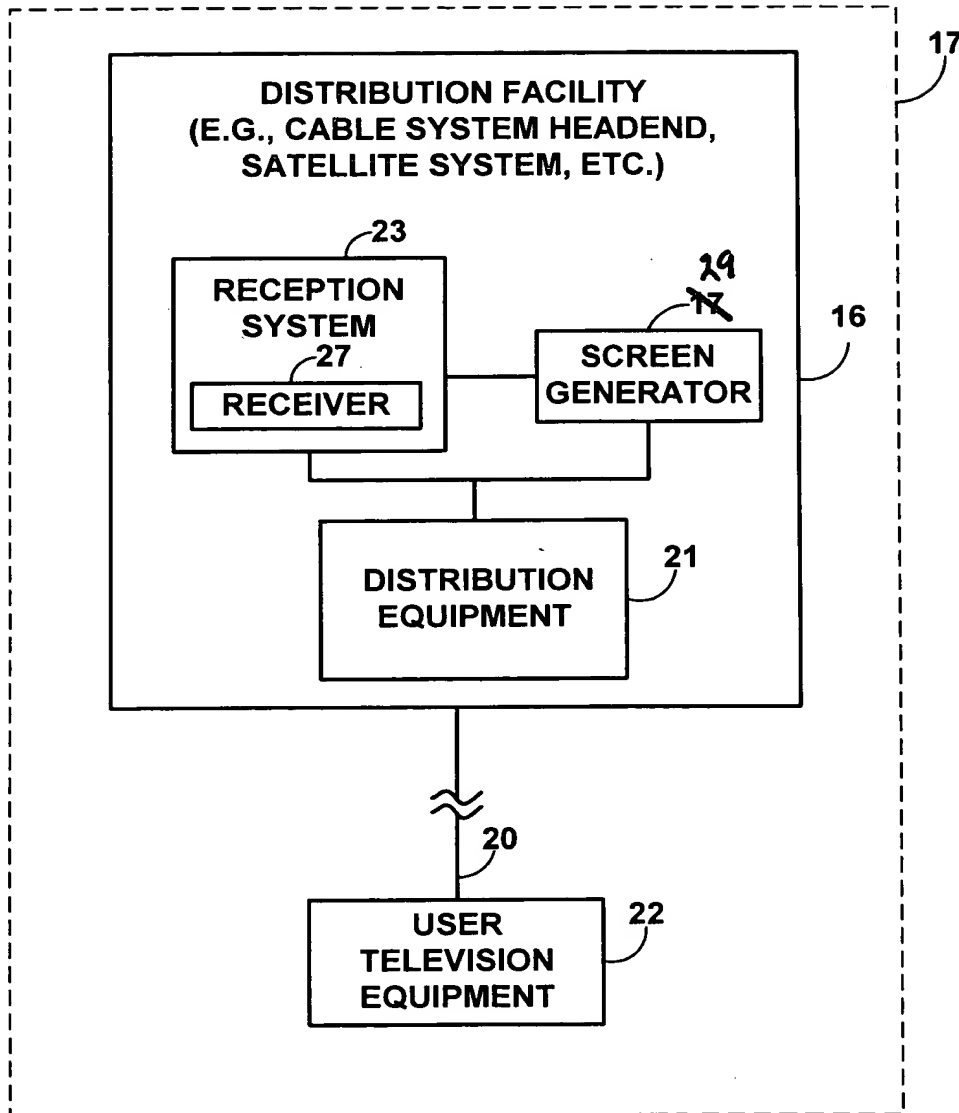 17
DISTRIBUTION FACILITY
(E.G., CABLE SYSTEM HEADEND,
SATELLITE SYSTEM, ETC.)
23
RECEPTION
SYSTEM
27
RECEIVER
29
17
SCREEN
GENERATOR
16
DISTRIBUTION
EQUIPMENT
21
20
USER
TELEVISION
EQUIPMENT
22